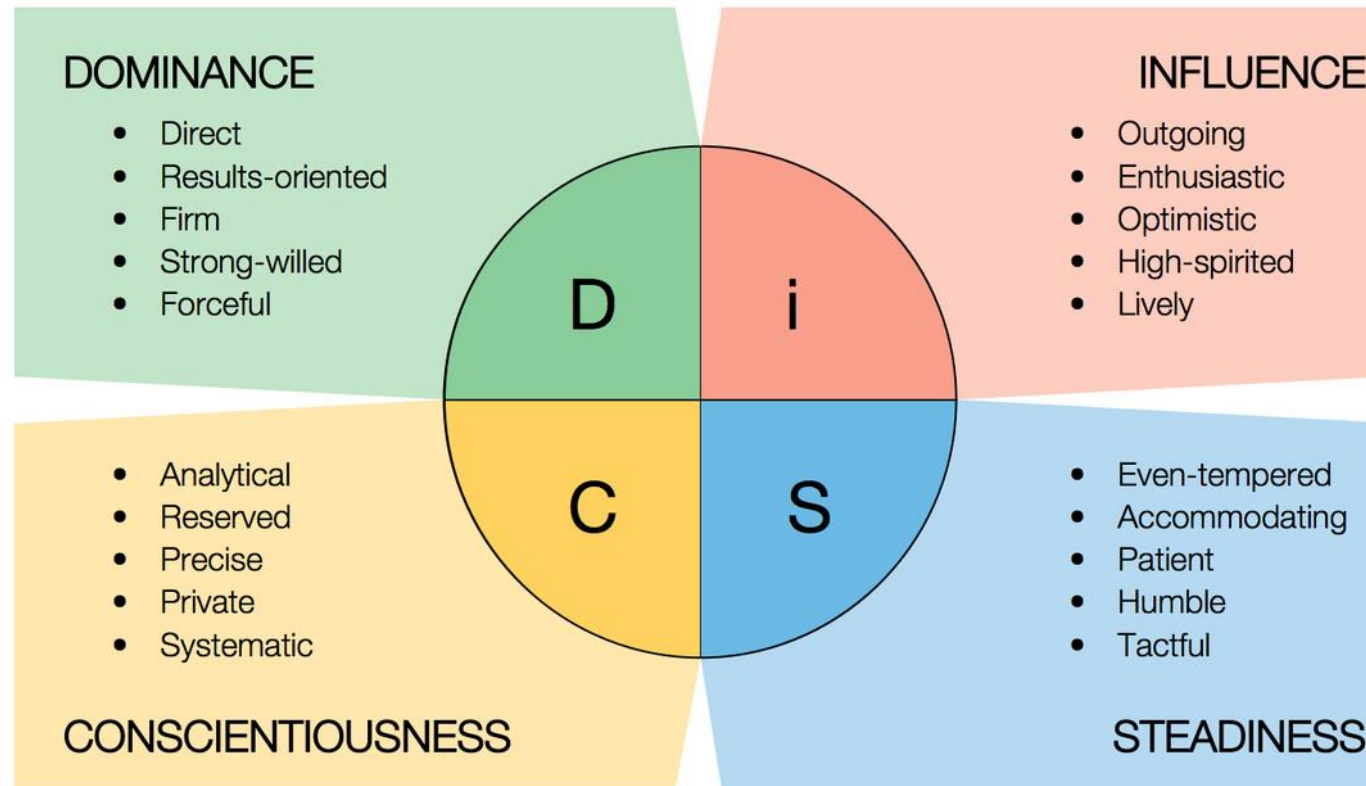 DOMINANCE
• Direct
• Results-oriented
• Firm
• Strong-willed
• Forceful
INFLUENCE
• Outgoing
• Enthusiastic
• Optimistic
• High-spirited
• Lively
D
i
C
S
• Analytical
• Reserved
• Precise
• Private
• Systematic
CONSCIENTIOUSNESS
• Even-tempered
• Accommodating
• Patient
• Humble
• Tactful
STEADINESS